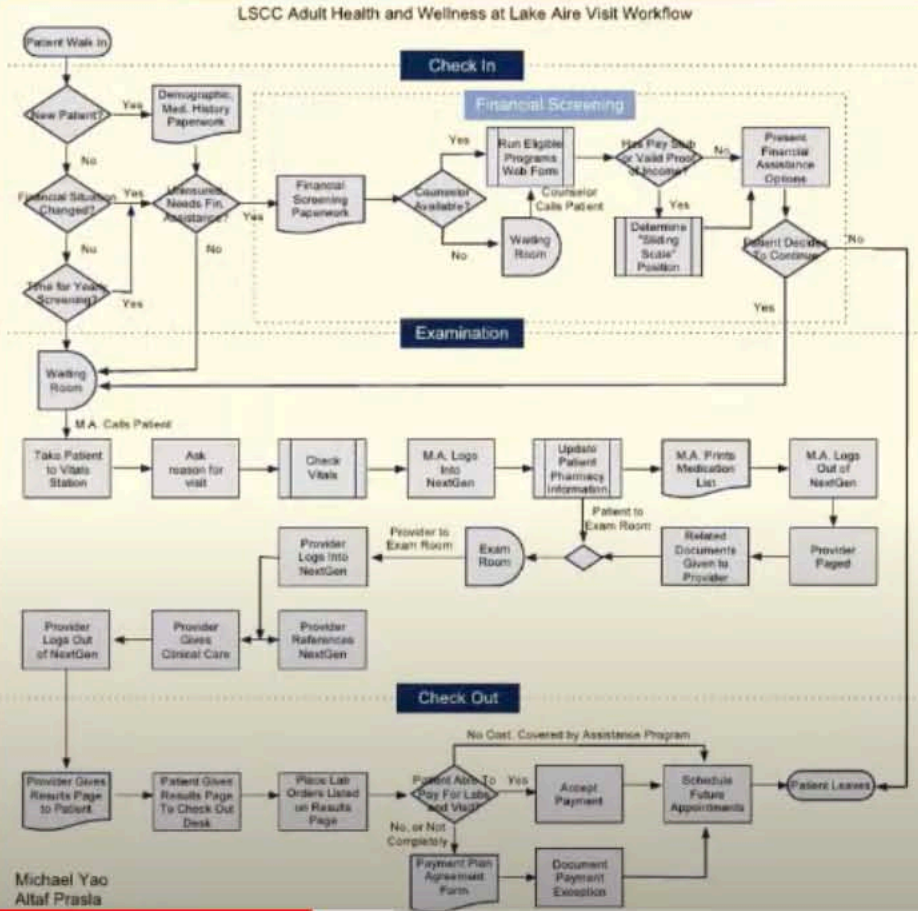 LSCC Adult Health and Wellness at Lake Aire Visit Workflow
Patient Walk In
Check In
New Patient?
Yes
No
Demographic,
Med. History
Paperwork
Financial Screening
Financial Situation
Changed?
Yes
No
Uninsured,
Needs Fin.
Assistance?
Yes
No
Financial
Screening
Paperwork
Counselor
Available?
Yes
No
Run Eligible
Programs
Web Form
Counselor
Calls Patient
Waiting
Room
Has Pay Stub
or Valid Proof
of Income?
No
Yes
Determine
"Sliding
Scale"
Position
Present
Financial
Assistance
Options
Patient Decides
To Continue
No
Yes
Time for Yearly
Screening?
Yes
Examination
Waiting
Room
M.A. Calls Patient
Take Patient
to Vitals
Station
Ask
reason for
visit
Check
Vitals
M.A. Logs
Into
NextGen
Update
Patient
Pharmacy
Information
M.A. Prints
Medication
List
M.A. Logs
Out of
NextGen
Provider
Paged
Related
Documents
Given to
Provider
Patient to
Exam Room
Exam
Room
Provider to
Exam Room
Provider
Logs Into
NextGen
Provider
References
NextGen
Provider
Gives
Clinical Care
Provider
Logs Out
of NextGen
Check Out
Provider Gives
Results Page
to Patient
Patient Gives
Results Page
To Check Out
Desk
Place Lab
Orders Listed
on Results
Page
Patient Able To
Pay For Labs
and Visit?
No Cost, Covered by Assistance Program
Yes
No, or Not
Completely
Accept
Payment
Schedule
Future
Appointments
Patient Leaves
Payment Plan
Agreement
Form
Document
Payment
Exception
Michael Yao
Altaf Prasla